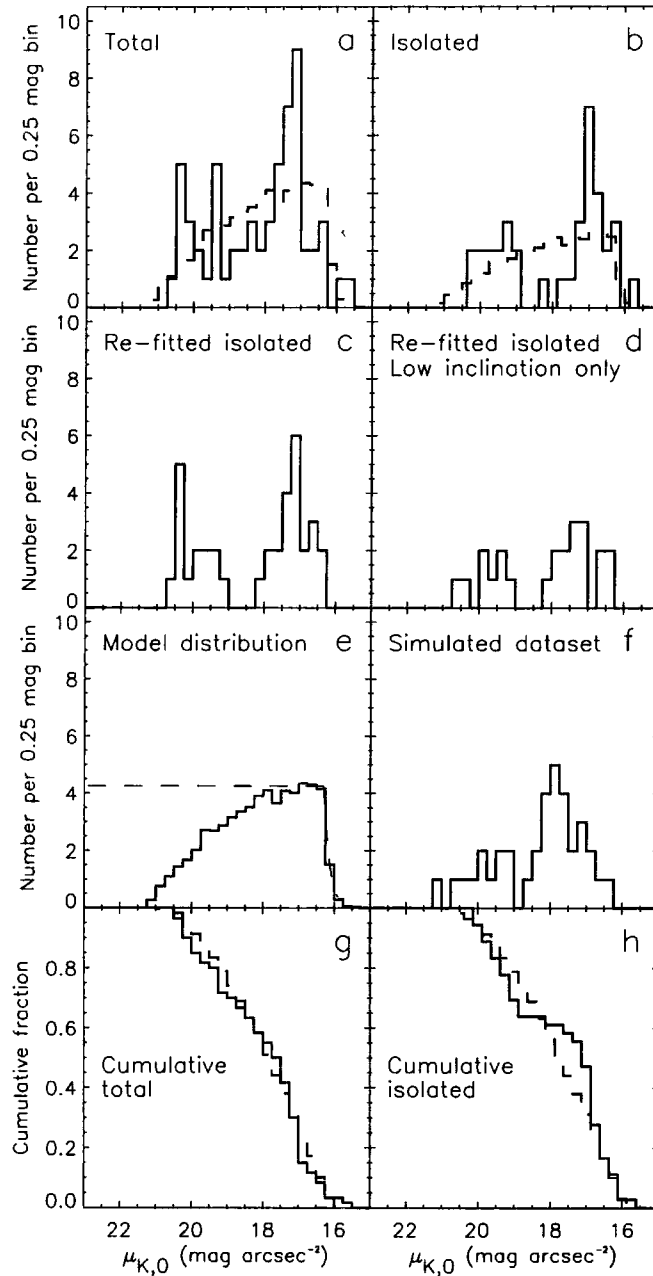 Total
a
Isolated
b
Number per 0.25 mag bin
10
8
6
4
2
0
Re-fitted isolated
c
Re-fitted isolated
Low inclination only
d
Number per 0.25 mag bin
10
8
6
4
2
0
Model distribution
e
Simulated dataset
f
Number per 0.25 mag bin
10
8
6
4
2
0
g
h
Cumulative
total
Cumulative
isolated
Cumulative fraction
0.8
0.6
0.4
0.2
0.0
22 20 18 16
22 20 18 16
μK,0 (mag arcsec⁻²)
μK,0 (mag arcsec⁻²)